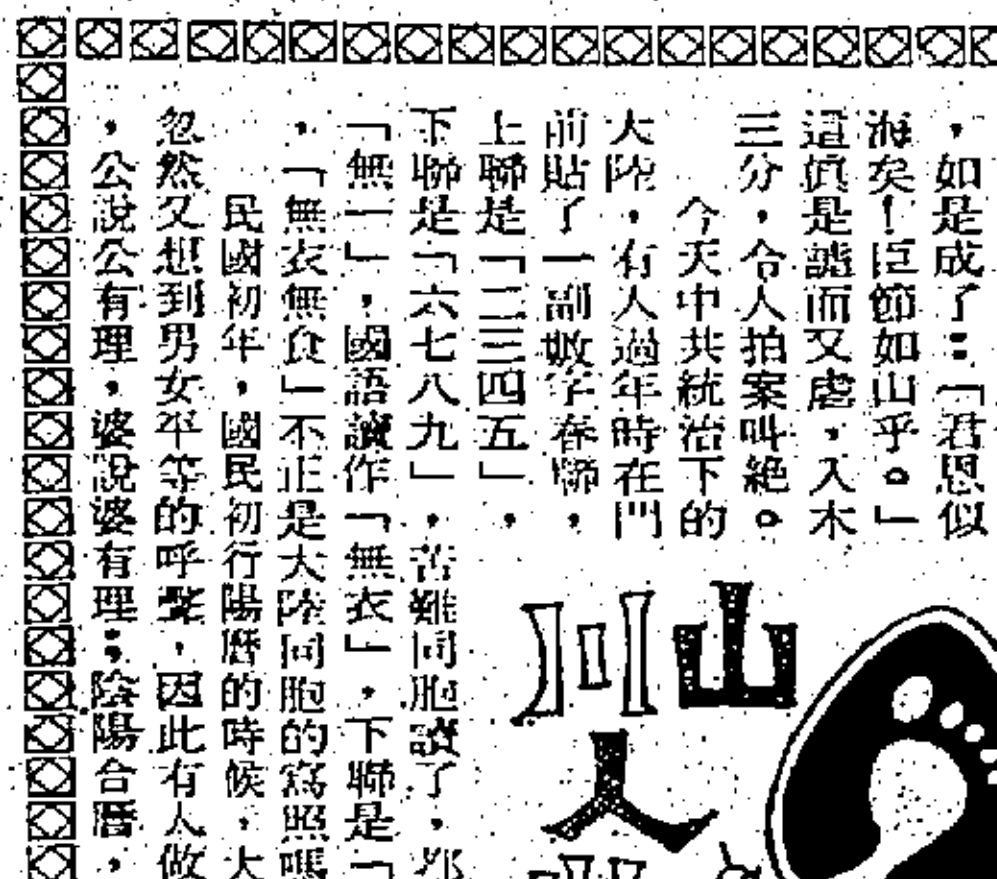 ，如是成了：「君恩似
海矣！臣節如山乎。」
這眞是謔而又虐，入木
三分，令人拍案叫絕。
今天中共統治下的
大陸，有人過年時在門
前貼了一副數字春聯，
上聯是「二三四五」，
下聯是「六七八九」，苦難同胞讀了，都
「無一」，國語讀作「無衣」，下聯是「
，「無衣無食」不正是大陸同胞的寫照嗎
民國初年，國民初行陽曆的時候，大
忽然又想到男女平等的呼聲，因此有人做
，公說公有理，婆說婆有理；陰陽合曆，
山川
人